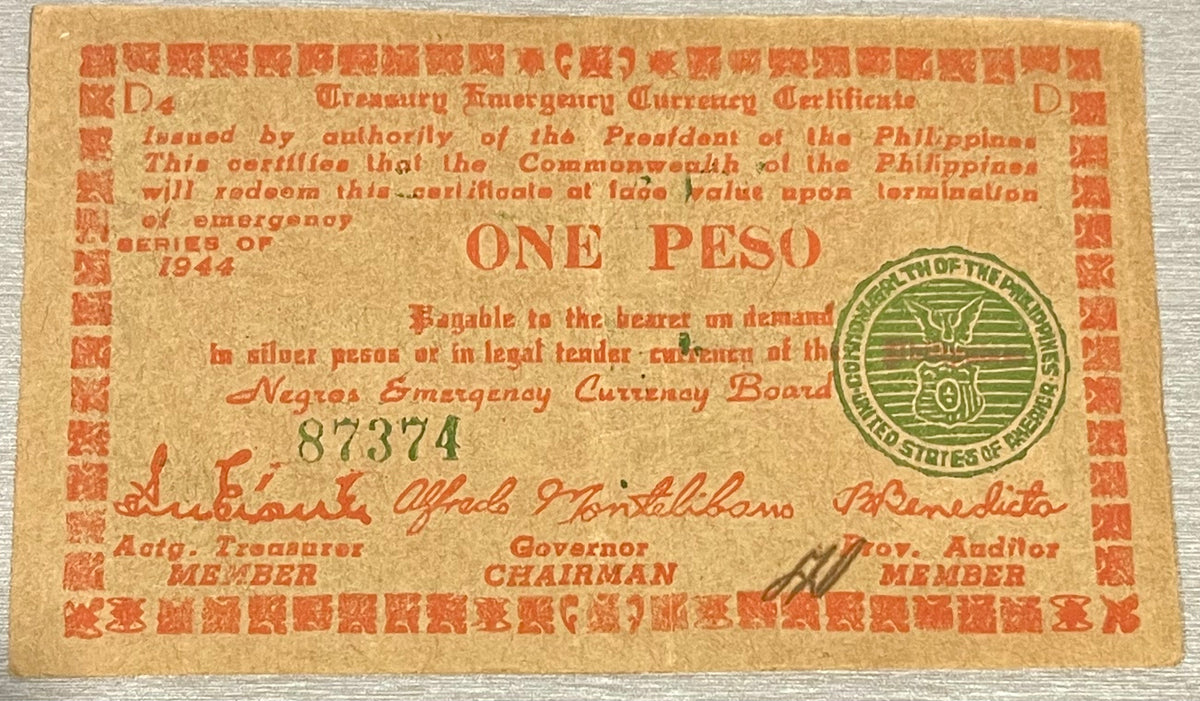 D4 Treasury Emergency Currency Certificate D
Issued by authority of the President of the Philippines
This certifies that the Commonwealth of the Philippines
will redeem this certificate at face value upon termination
of emergency
SERIES OF
1944
ONE PESO
Payable to the bearer on demand
in silver pesos or in legal tender currency of the
Negros Emergency Currency Board
COMMONWEALTH OF THE PHILIPPINES
UNITED STATES OF AMERICA
87374
Alfredo Montelibano
Actg. Treasurer Governor Prov. Auditor
MEMBER CHAIRMAN MEMBER